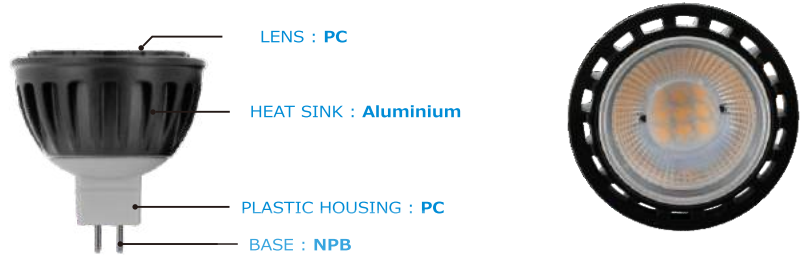 LENS : PC
HEAT SINK : Aluminium
PLASTIC HOUSING : PC
BASE : NPB